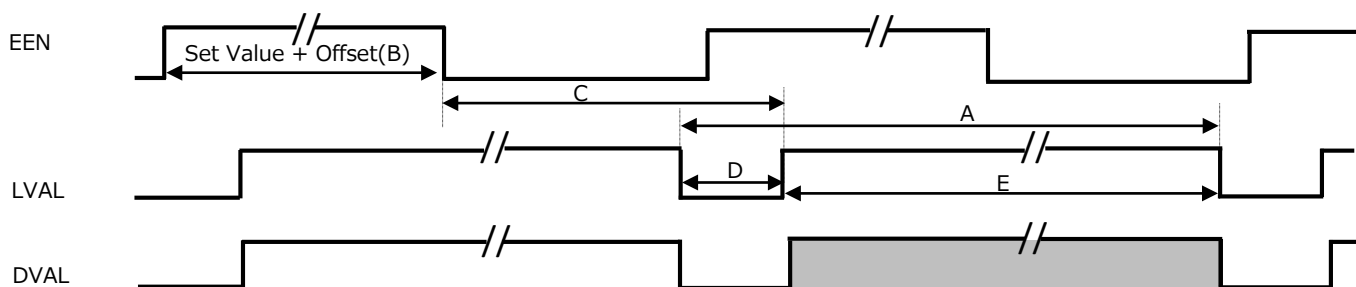 EEN
Set Value + Offset(B)
C
A
LVAL
D
E
DVAL